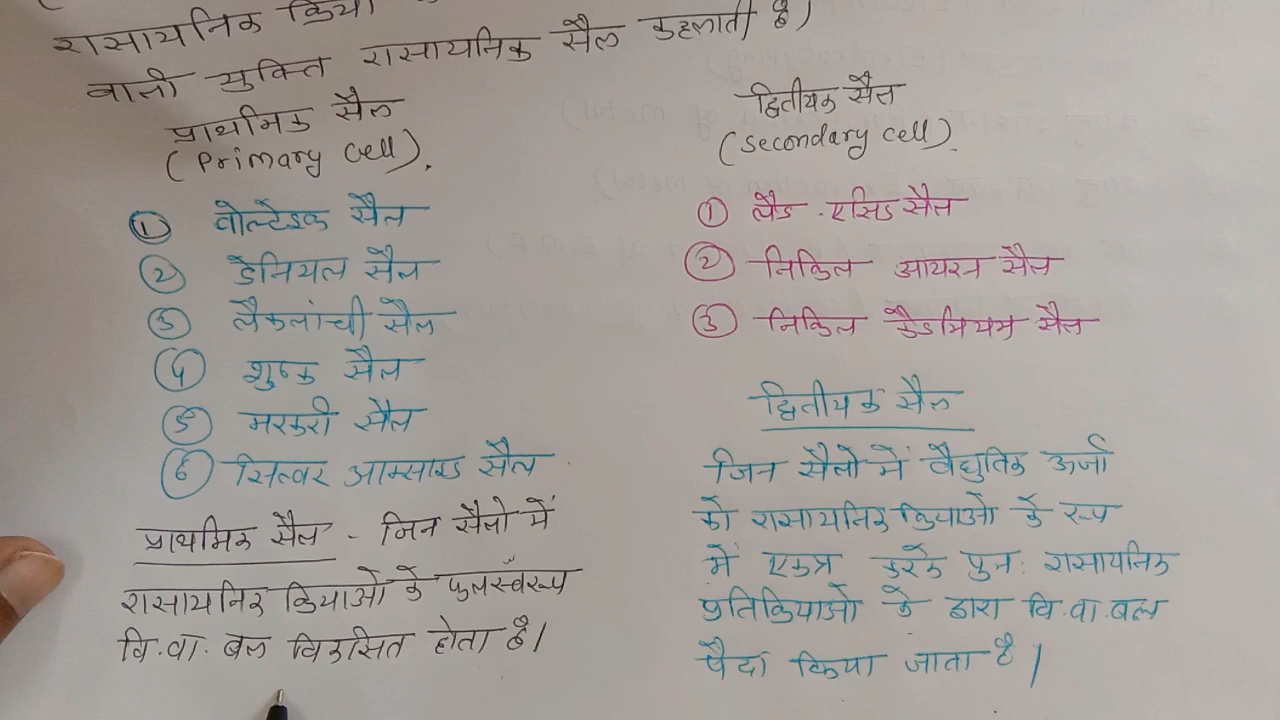 रासायनिक क्रिया
वाली युक्ति रासायनिक सैल कहलाती है।
प्राथमिक सैल
(Primary Cell).
① वोल्टेइक सैल
② डेनियल सैल
③ लैकलांची सैल
④ शुष्क सैल
⑤ मरकरी सैल
⑥ सिल्वर आक्साइड सैल
प्राथमिक सैल - जिन सैलो में
रासायनिक क्रियाओ के फलस्वरूप
वि.वा. बल विकसित होता है।
द्वितीयक सैल
(Secondary cell).
① लैड-एसिड सैल
② निकिल आयरन सैल
③ निकिल कैडमियम सैल
द्वितीयक सैल
जिन सैलो में वैधुतिक ऊर्जा
को रासायनिक क्रियाओ के रूप
में एकत्र करके पुन: रासायनिक
प्रतिक्रियाओ के द्वारा वि.वा.बल
पैदा किया जाता है।